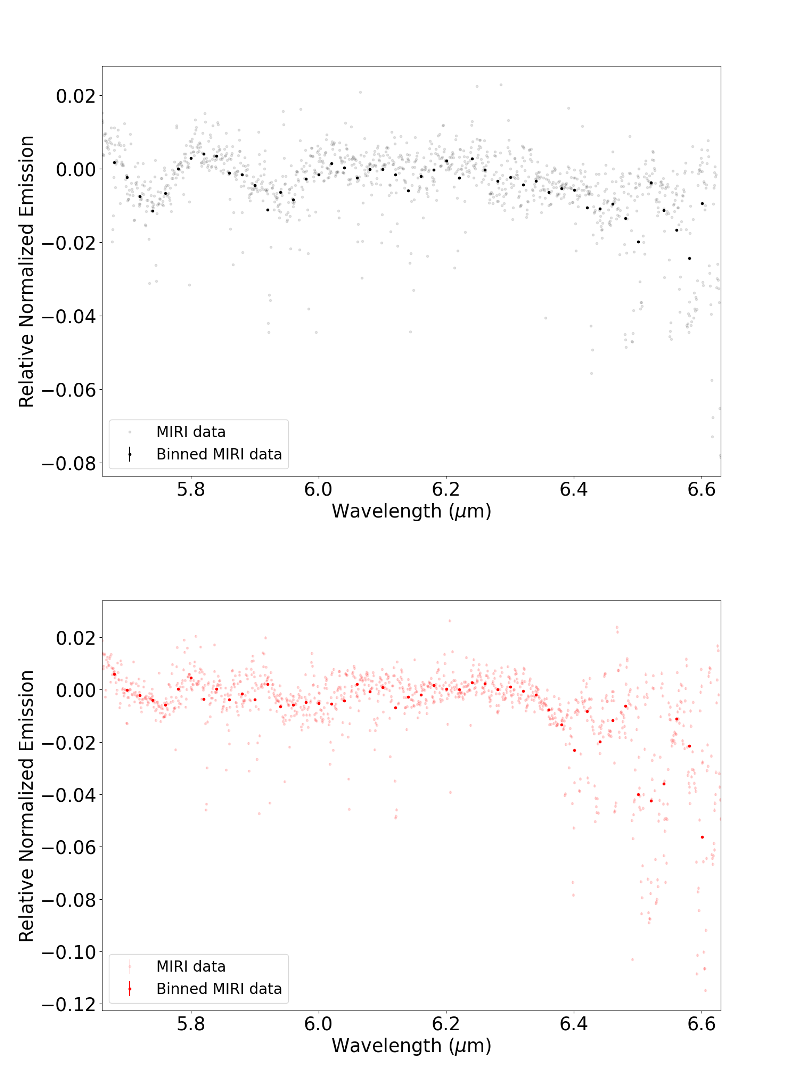 Relative Normalized Emission
0.02
0.00
−0.02
−0.04
−0.06
−0.08
MIRI data
Binned MIRI data
5.8 6.0 6.2 6.4 6.6
Wavelength (μm)
Relative Normalized Emission
0.02
0.00
−0.02
−0.04
−0.06
−0.08
−0.10
−0.12
MIRI data
Binned MIRI data
5.8 6.0 6.2 6.4 6.6
Wavelength (μm)